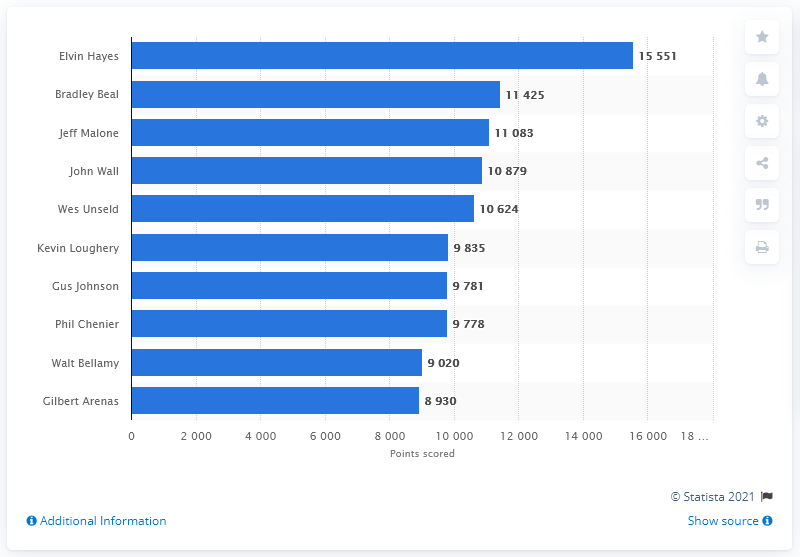 Elvin Hayes 15 551
Bradley Beal 11 425
Jeff Malone 11 083
John Wall 10 879
Wes Unseld 10 624
Kevin Loughery 9 835
Gus Johnson 9 781
Phil Chenier 9 778
Walt Bellamy 9 020
Gilbert Arenas 8 930
0 2 000 4 000 6 000 8 000 10 000 12 000 14 000 16 000 18 ...
Points scored
© Statista 2021
Additional Information Show source